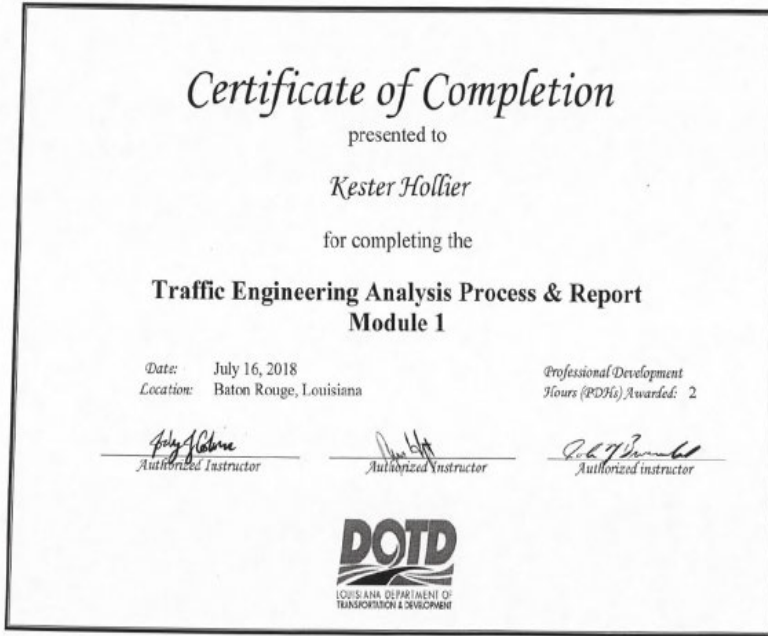 Certificate of Completion
presented to
Kester Hollier
for completing the
Traffic Engineering Analysis Process & Report
Module 1
Date: July 16, 2018
Location: Baton Rouge, Louisiana
Professional Development
Hours (PDHs) Awarded: 2
Authorized Instructor
Authorized Instructor
Authorized instructor
DOTD
LOUISIANA DEPARTMENT OF
TRANSPORTATION & DEVELOPMENT